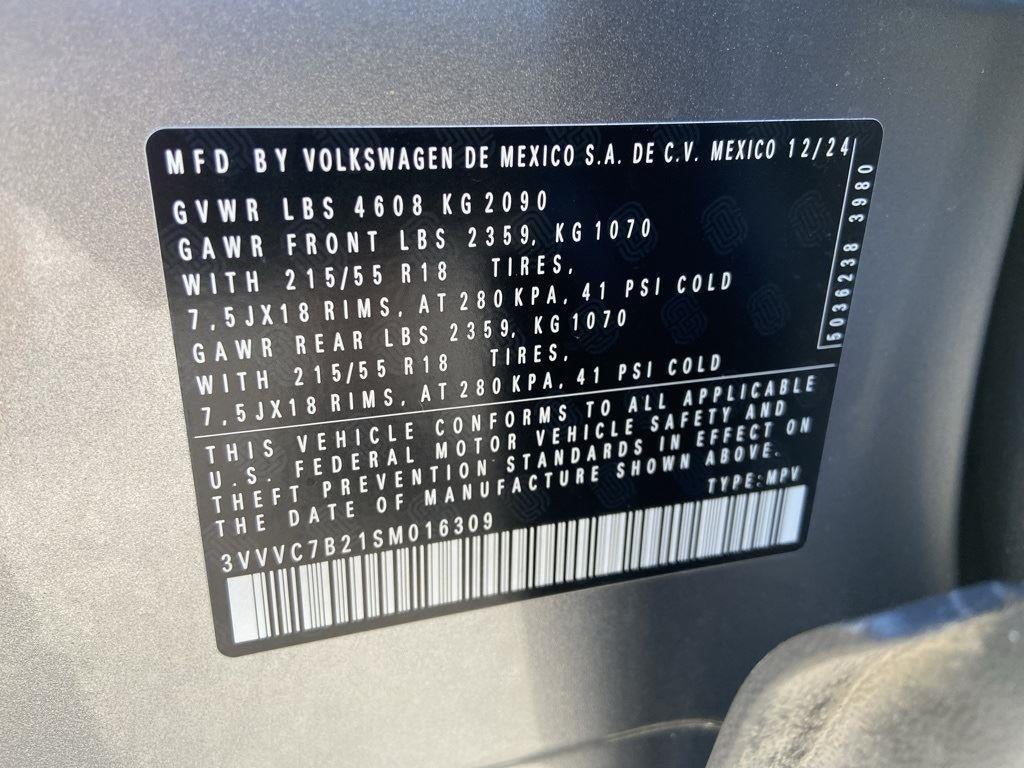 MFD BY VOLKSWAGEN DE MEXICO S.A. DE C.V. MEXICO 12/24
GVWR LBS 4608 KG 2090
GAWR FRONT LBS 2359, KG 1070
WITH 215/55 R18 TIRES,
7,5JX18 RIMS, AT 280 KPA, 41 PSI COLD
GAWR REAR LBS 2359, KG 1070
WITH 215/55 R18 TIRES,
7,5JX18 RIMS, AT 280 KPA, 41 PSI COLD
5036238 3980
THIS VEHICLE CONFORMS TO ALL APPLICABLE
U.S. FEDERAL MOTOR VEHICLE SAFETY AND
THEFT PREVENTION STANDARDS IN EFFECT ON
THE DATE OF MANUFACTURE SHOWN ABOVE.
TYPE:MPV
3VVVC7B21SM016309